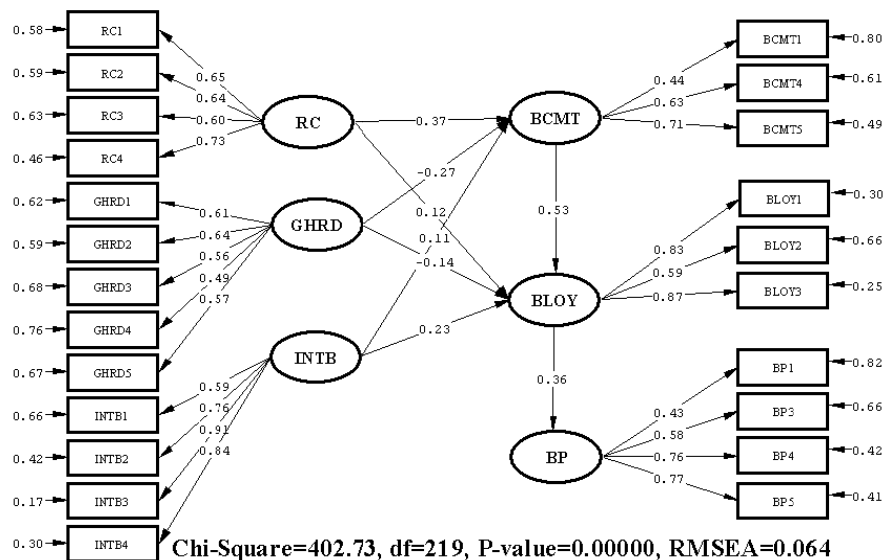 0.58 RC1
0.59 RC2
0.63 RC3
0.46 RC4
0.62 GHRD1
0.59 GHRD2
0.68 GHRD3
0.76 GHRD4
0.67 GHRD5
0.66 INTB1
0.42 INTB2
0.17 INTB3
0.30 INTB4
0.65
0.64
0.60
0.73
0.61
0.64
0.56
0.49
0.57
0.59
0.76
0.91
0.84
RC
GHRD
INTB
0.37
-0.27
0.12
0.11
-0.14
0.23
BCMT
0.53
BLOY
0.36
BP
0.44
0.63
0.71
0.83
0.59
0.87
0.43
0.58
0.76
0.77
BCMT1 0.80
BCMT4 0.61
BCMT5 0.49
BLOY1 0.30
BLOY2 0.66
BLOY3 0.25
BP1 0.82
BP3 0.66
BP4 0.42
BP5 0.41
Chi-Square=402.73, df=219, P-value=0.00000, RMSEA=0.064